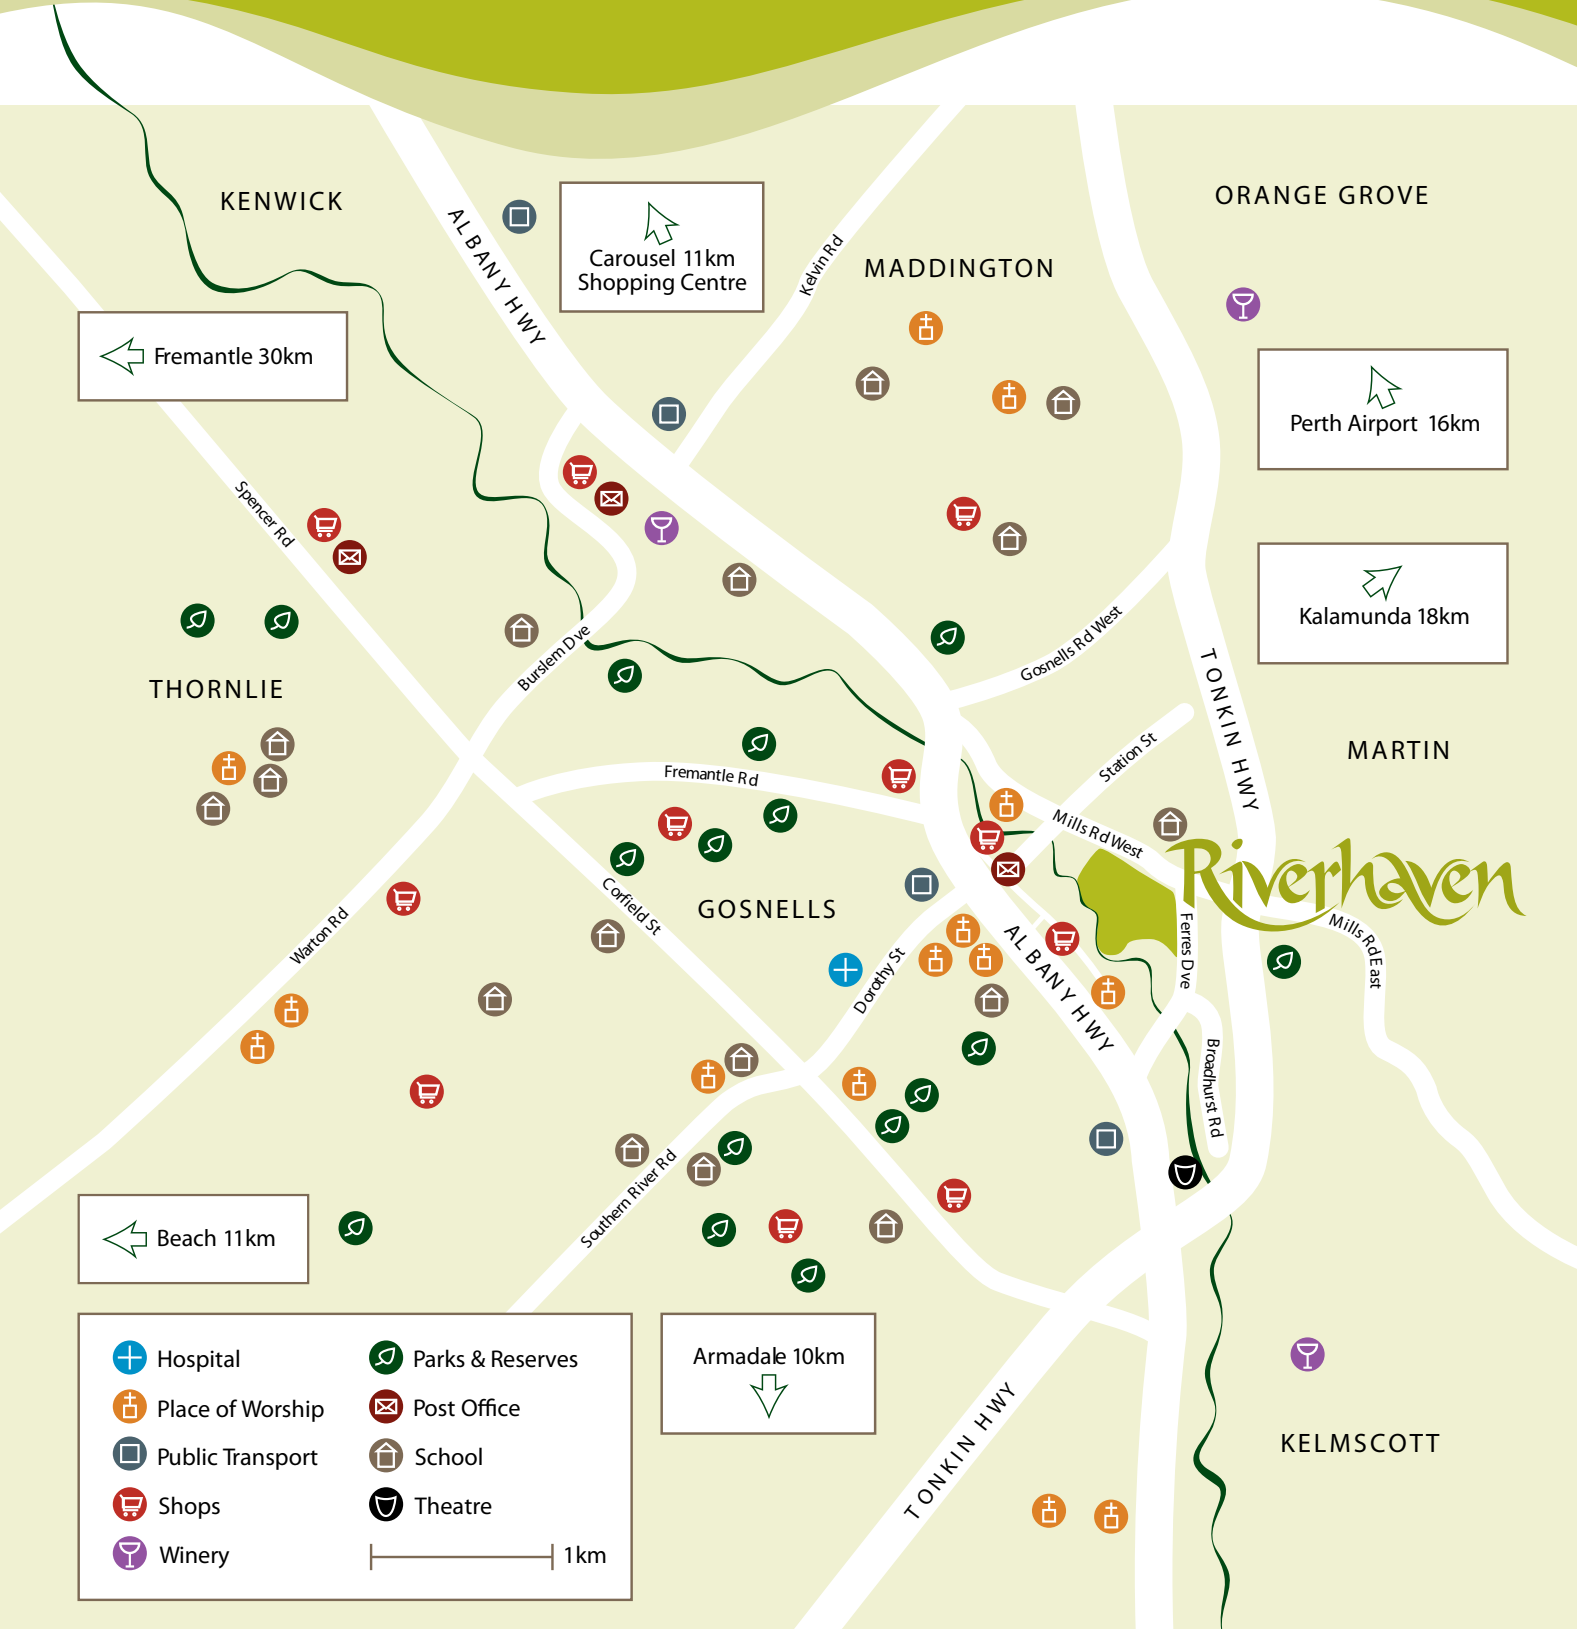 KENWICK
ORANGE GROVE
ALBANY HWY
Carousel 11km
Shopping Centre
Kelvin Rd
MADDINGTON
Fremantle 30km
Perth Airport 16km
Spencer Rd
Kalamunda 18km
Gosnells Rd West
Burslem Dve
THORNLIE
TONKIN HWY
MARTIN
Station St
Fremantle Rd
Mills Rd West
Riverhaven
Corfield St
GOSNELLS
Warton Rd
Ferres Dve
Mills Rd East
Dorothy St
ALBANY HWY
Broadhurst Rd
Southern River Rd
Beach 11km
Hospital
Parks & Reserves
Place of Worship
Post Office
Public Transport
School
Shops
Theatre
Winery
1km
Armadale 10km
TONKIN HWY
KELMSCOTT